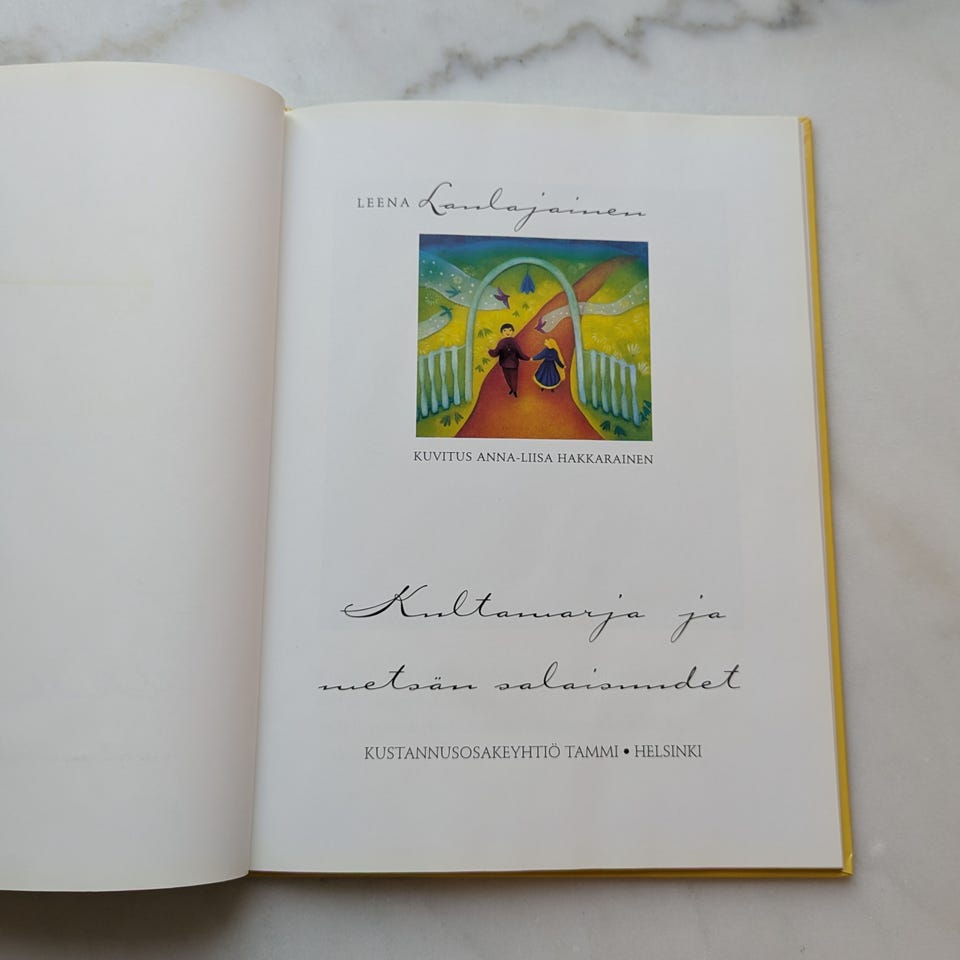 LEENA Laulajainen
KUVITUS ANNA-LIISA HAKKARAINEN
Kultamarja ja
metsän salaisuudet
KUSTANNUSOSAKEYHTIÖ TAMMI • HELSINKI